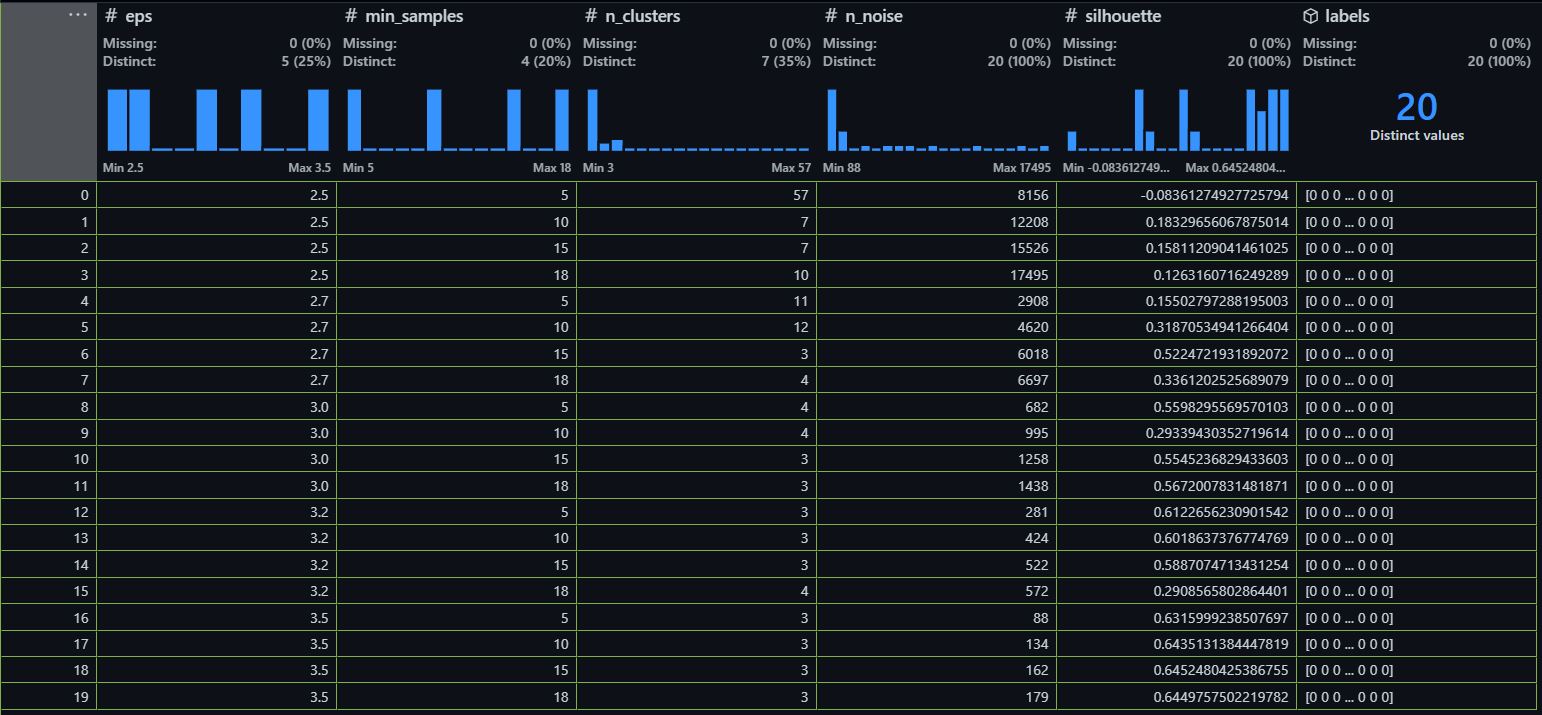 ... # eps # min_samples # n_clusters # n_noise # silhouette labels
Missing: 0 (0%) Missing: 0 (0%) Missing: 0 (0%) Missing: 0 (0%) Missing: 0 (0%) Missing: 0 (0%)
Distinct: 5 (25%) Distinct: 4 (20%) Distinct: 7 (35%) Distinct: 20 (100%) Distinct: 20 (100%) Distinct: 20 (100%)
20
Distinct values
Min 2.5 Max 3.5 Min 5 Max 18 Min 3 Max 57 Min 88 Max 17495 Min -0.083612749... Max 0.64524804...
0 2.5 5 57 8156 -0.08361274927725794 [0 0 0 ... 0 0 0]
1 2.5 10 7 12208 0.18329656067875014 [0 0 0 ... 0 0 0]
2 2.5 15 7 15526 0.15811209041461025 [0 0 0 ... 0 0 0]
3 2.5 18 10 17495 0.1263160716249289 [0 0 0 ... 0 0 0]
4 2.7 5 11 2908 0.15502797288195003 [0 0 0 ... 0 0 0]
5 2.7 10 12 4620 0.31870534941266404 [0 0 0 ... 0 0 0]
6 2.7 15 3 6018 0.5224721931892072 [0 0 0 ... 0 0 0]
7 2.7 18 4 6697 0.3361202525689079 [0 0 0 ... 0 0 0]
8 3.0 5 4 682 0.5598295569570103 [0 0 0 ... 0 0 0]
9 3.0 10 4 995 0.29339430352719614 [0 0 0 ... 0 0 0]
10 3.0 15 3 1258 0.5545236829433603 [0 0 0 ... 0 0 0]
11 3.0 18 3 1438 0.5672007831481871 [0 0 0 ... 0 0 0]
12 3.2 5 3 281 0.6122656230901542 [0 0 0 ... 0 0 0]
13 3.2 10 3 424 0.6018637376774769 [0 0 0 ... 0 0 0]
14 3.2 15 3 522 0.5887074713431254 [0 0 0 ... 0 0 0]
15 3.2 18 4 572 0.2908565802864401 [0 0 0 ... 0 0 0]
16 3.5 5 3 88 0.6315999238507697 [0 0 0 ... 0 0 0]
17 3.5 10 3 134 0.6435131384447819 [0 0 0 ... 0 0 0]
18 3.5 15 3 162 0.6452480425386755 [0 0 0 ... 0 0 0]
19 3.5 18 3 179 0.6449757502219782 [0 0 0 ... 0 0 0]